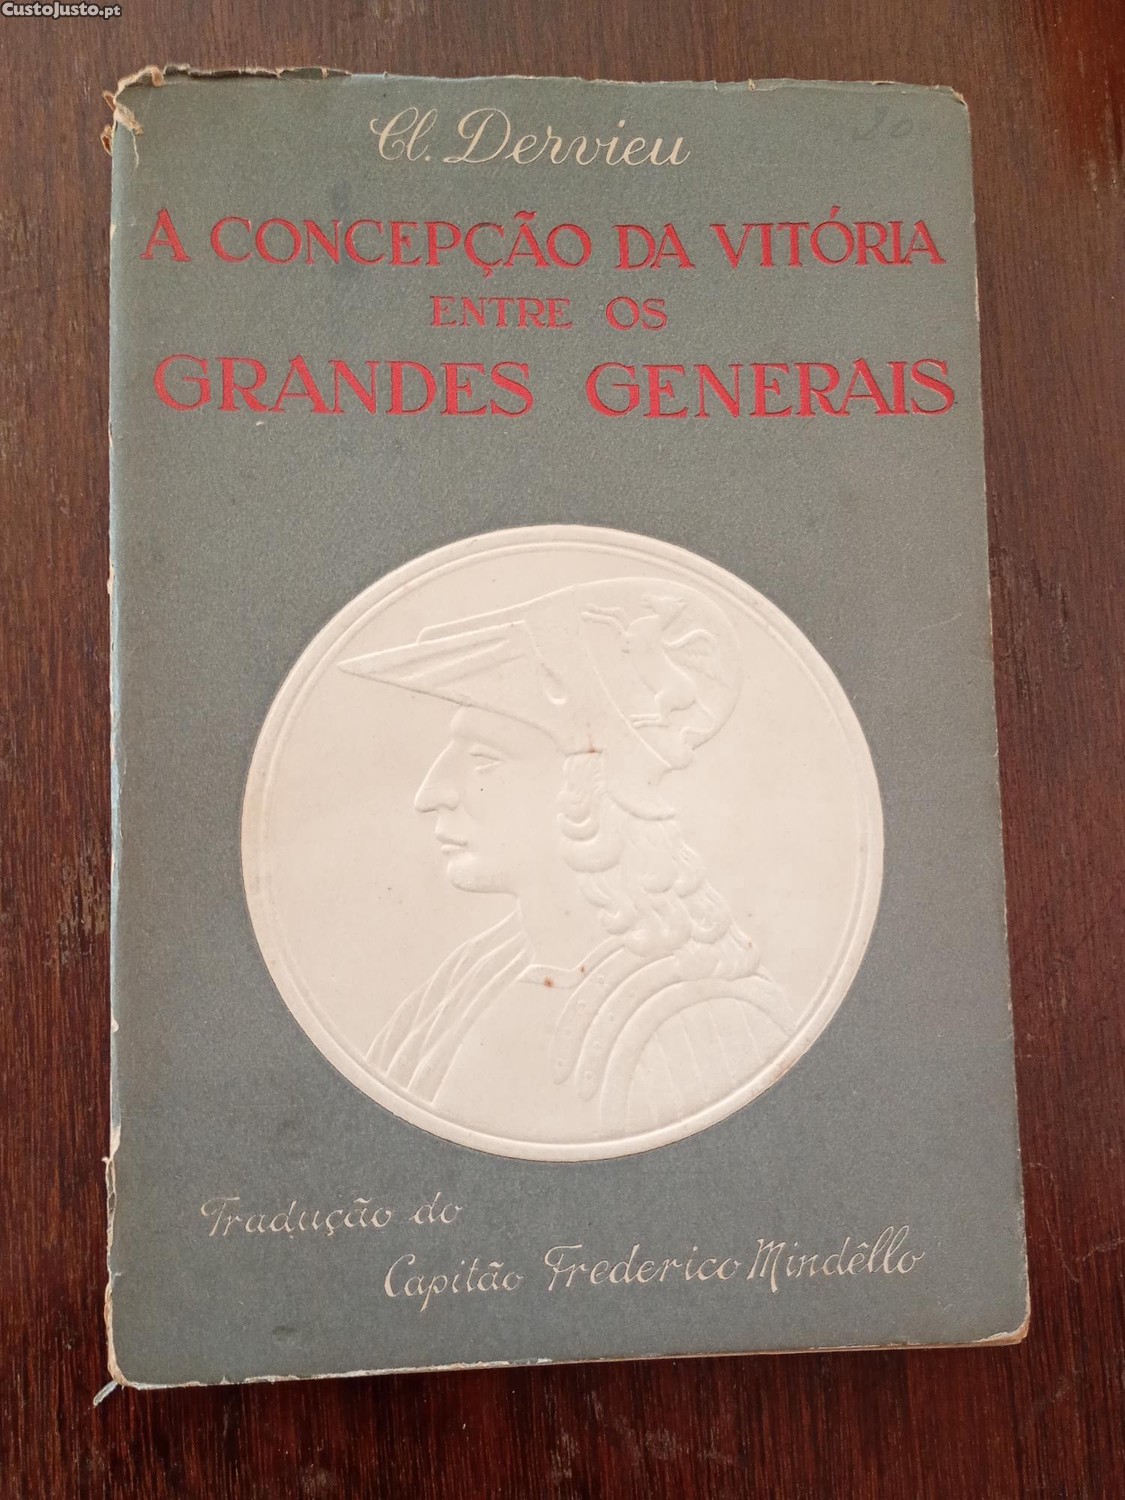 CustoJusto.pt
Cl. Dervieu
A CONCEPÇÃO DA VITÓRIA
ENTRE OS
GRANDES GENERAIS
Tradução do
Capitão Frederico Mindêllo